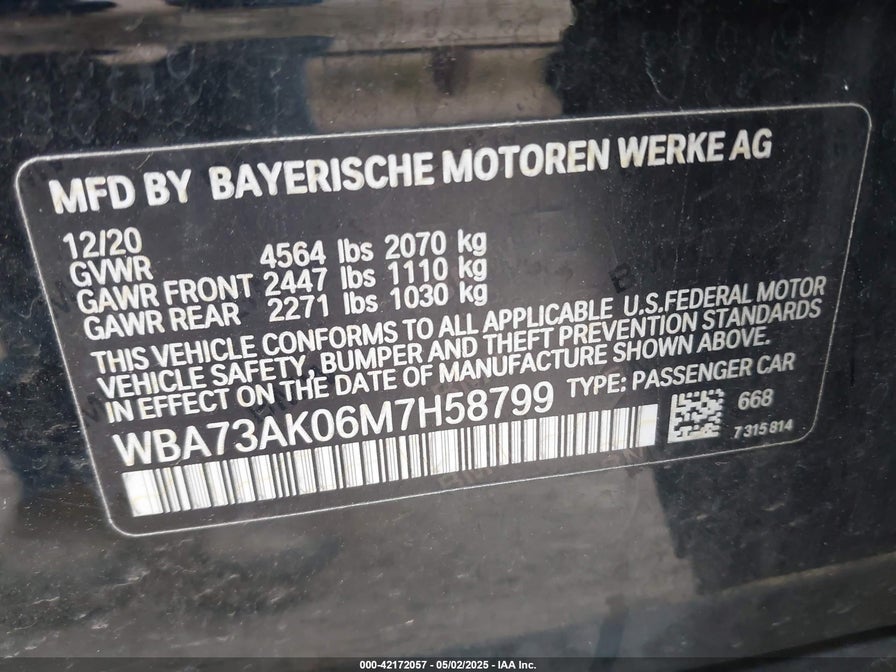 MFD BY BAYERISCHE MOTOREN WERKE AG
12/20
GVWR 4564 lbs 2070 kg
GAWR FRONT 2447 lbs 1110 kg
GAWR REAR 2271 lbs 1030 kg
THIS VEHICLE CONFORMS TO ALL APPLICABLE U.S.FEDERAL MOTOR
VEHICLE SAFETY, BUMPER AND THEFT PREVENTION STANDARDS
IN EFFECT ON THE DATE OF MANUFACTURE SHOWN ABOVE.
WBA73AK06M7H58799 TYPE: PASSENGER CAR
668
7315814
000-42172057 - 05/02/2025 - IAA Inc.